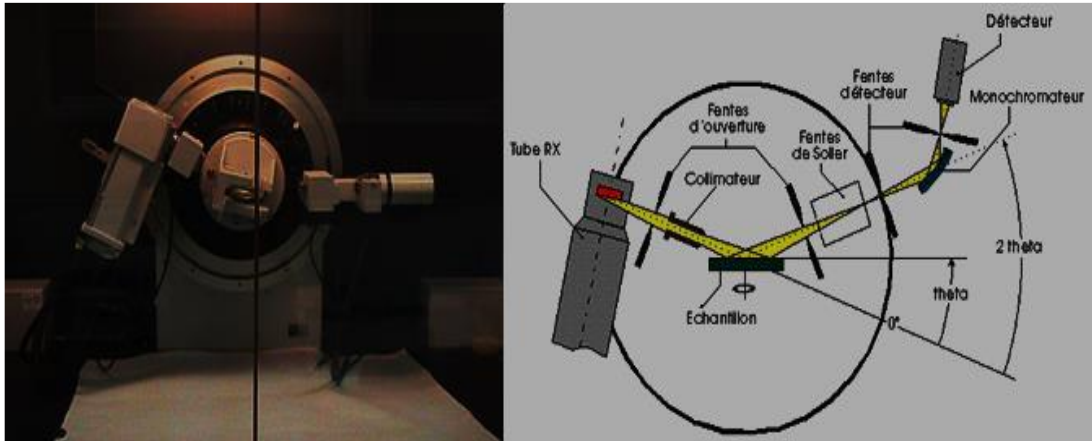 Détecteur
Fentes
détecteur
Monochromateur
Fentes
d'ouverture
Fentes
de Soller
Tube RX
Collimateur
2 theta
theta
0°
Echantillon